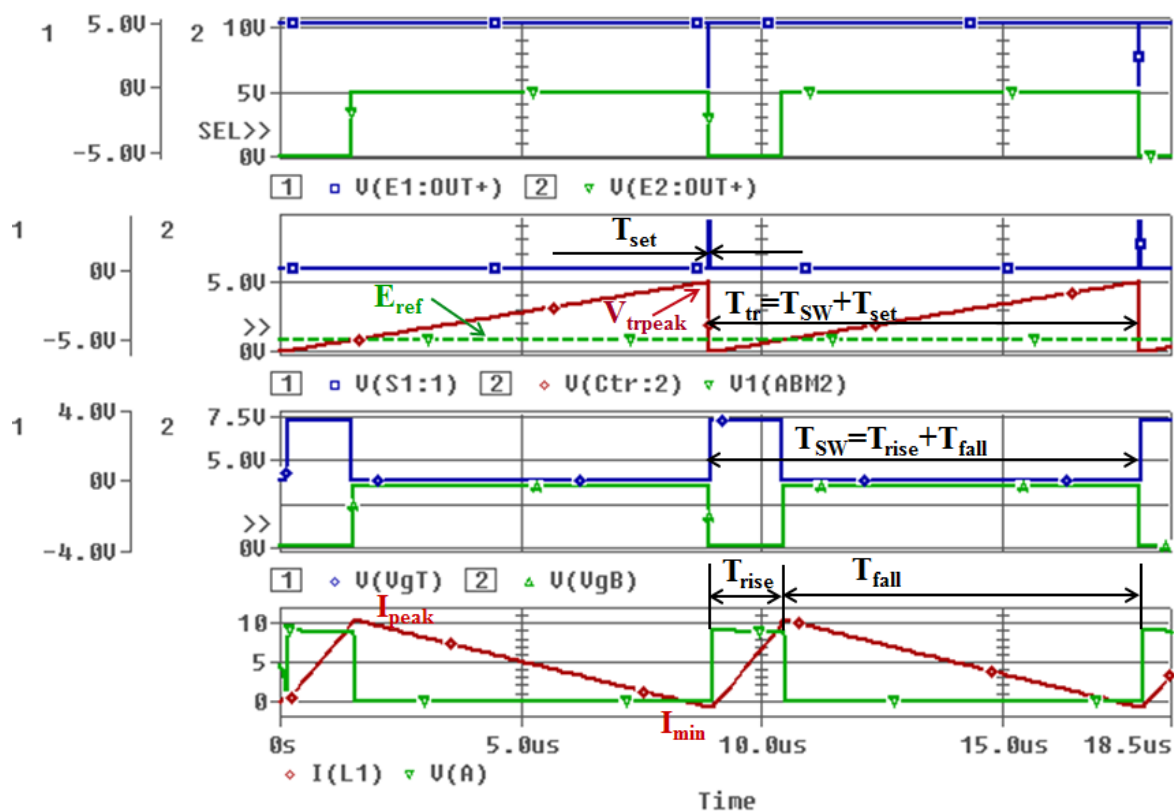 1 5.0V 2 10V
0V 5V
SEL>>
-5.0V 0V
1 V(E1:OUT+) 2 V(E2:OUT+)
1 2
Tset
0V 5.0V
Eref Vtrpeak Ttr=TSW+Tset
>>
-5.0V 0V
1 V(S1:1) 2 V(Ctr:2) V1(ABM2)
4.0V 7.5V
1 2
TSW=Trise+Tfall
5.0V
0V
>>
-4.0V 0V
1 V(VgT) 2 V(VgB)
Trise Tfall
Ipeak
10
5
0
Imin
0s 5.0us 10.0us 15.0us 18.5us
I(L1) V(A)
Time